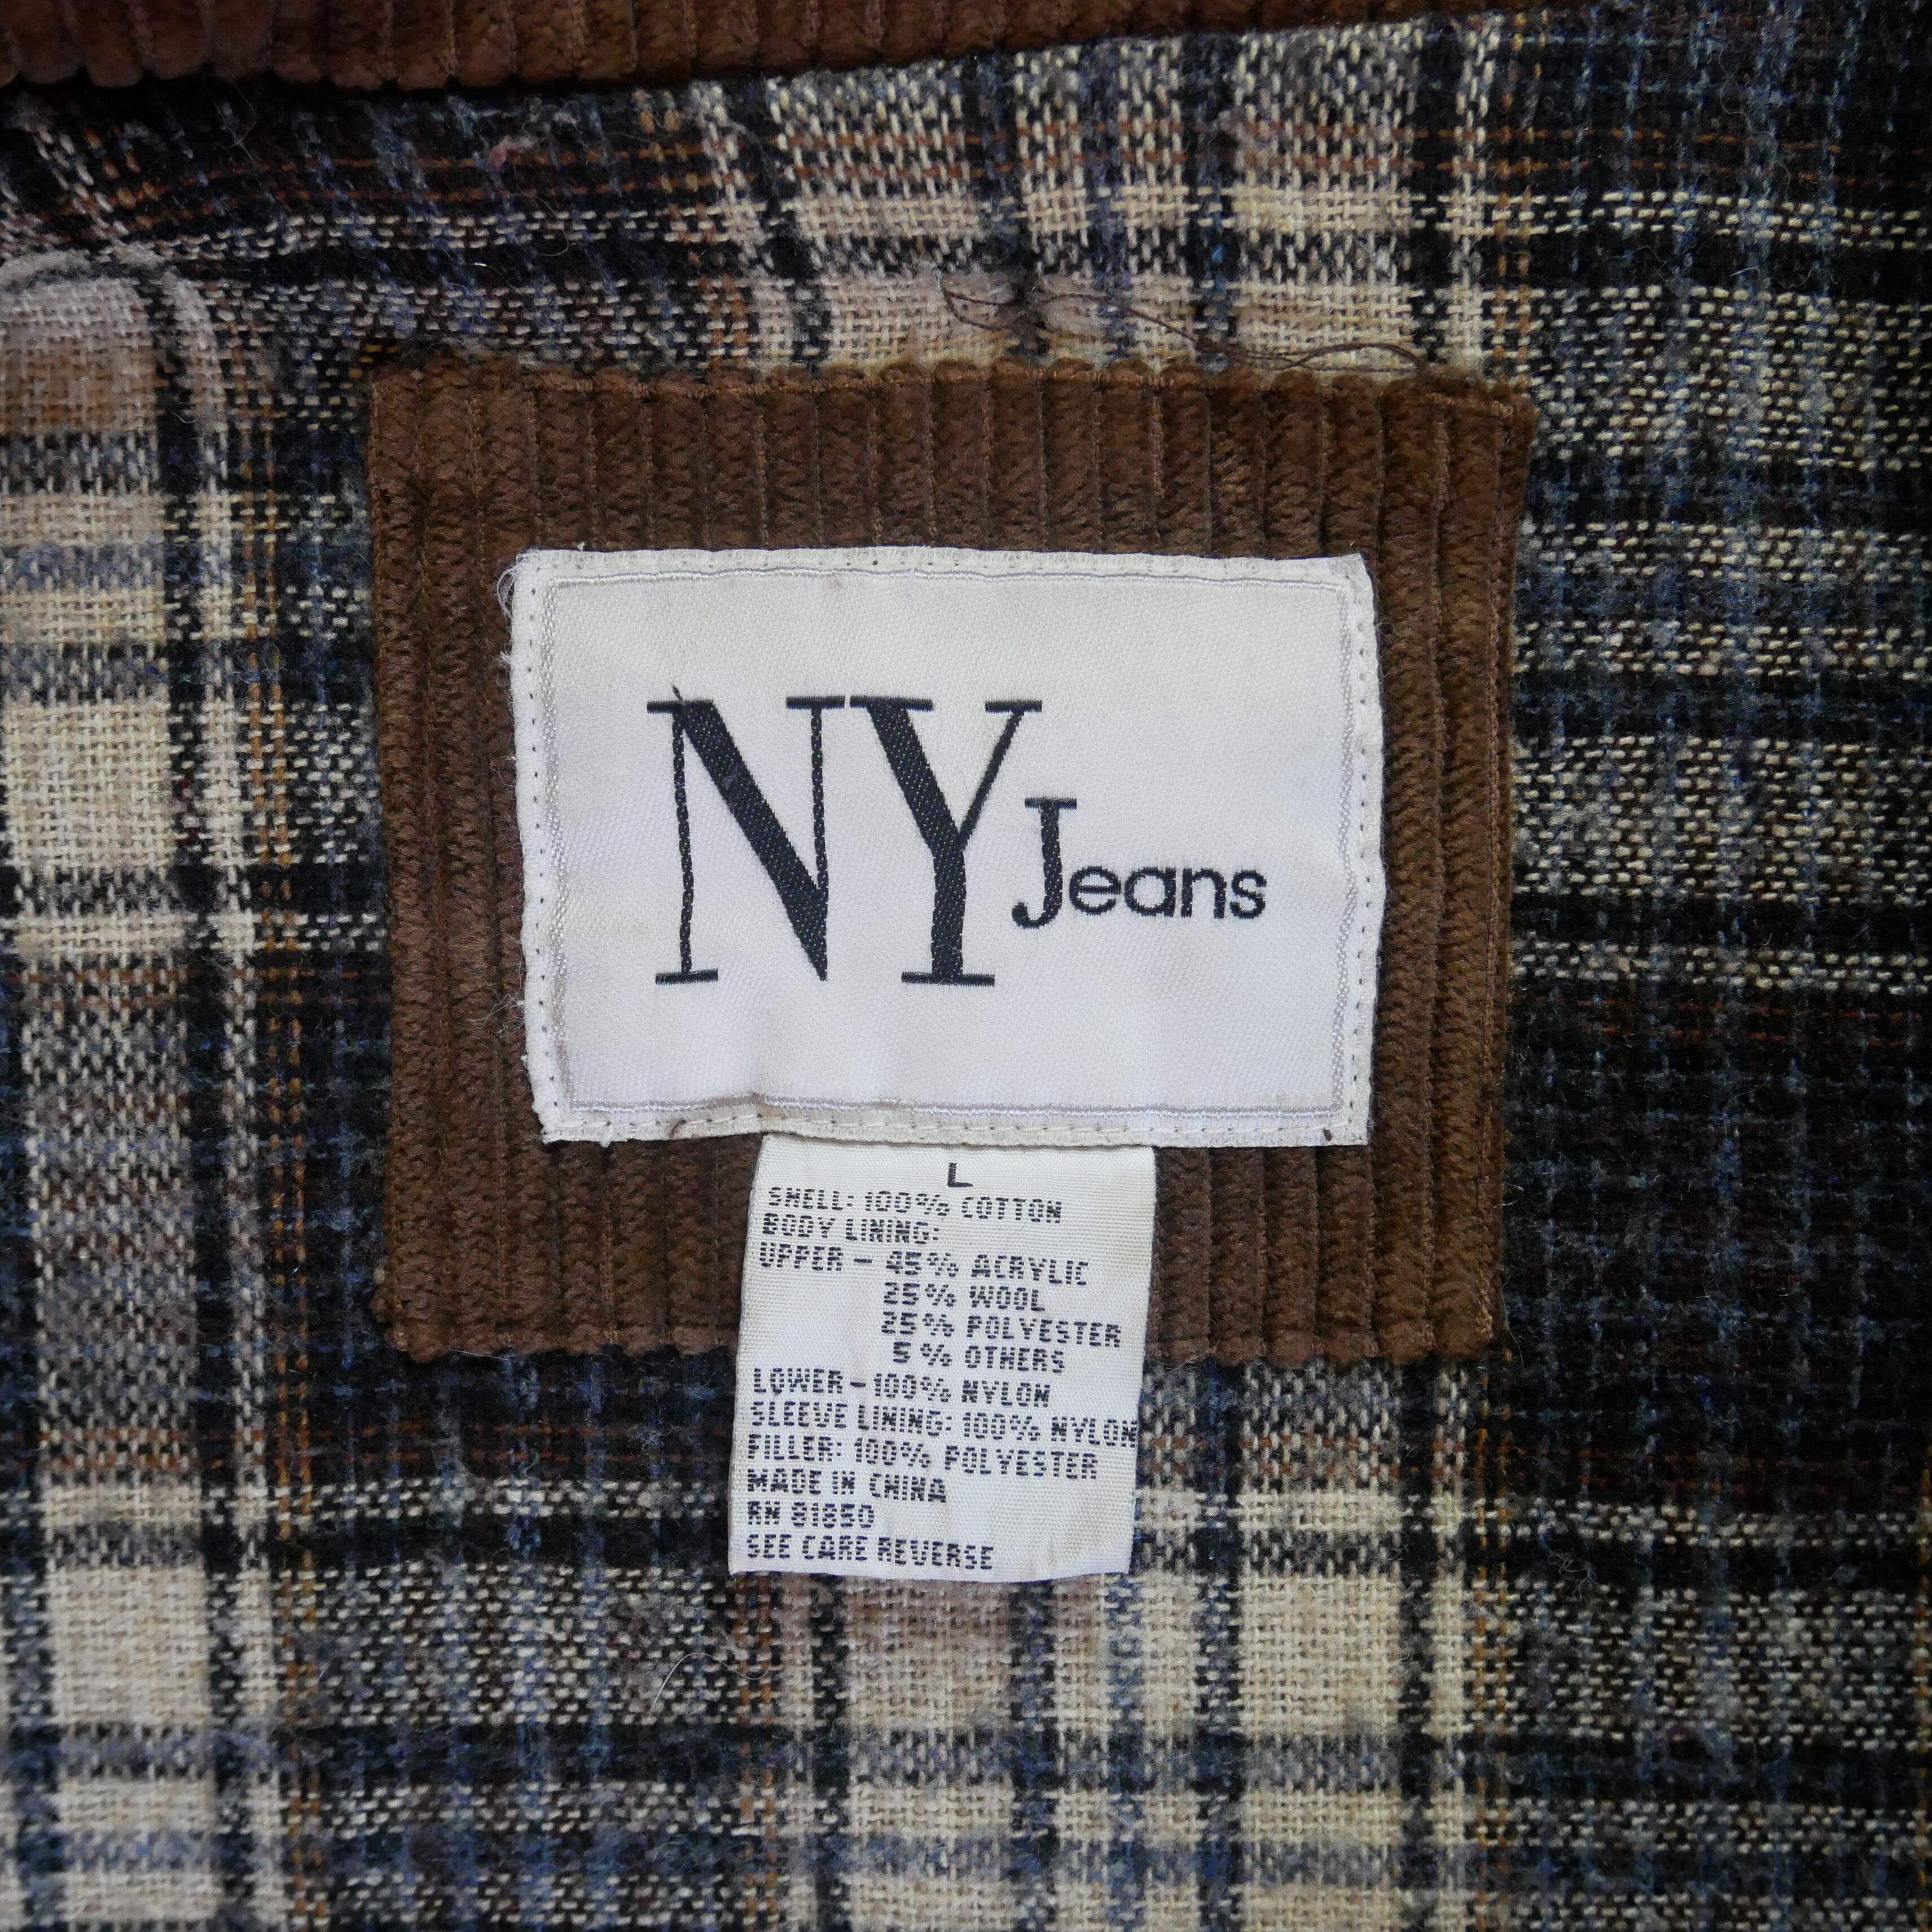 NY Jeans
L
SHELL: 100% COTTON
BODY LINING:
UPPER - 45% ACRYLIC
25% WOOL
25% POLYESTER
5% OTHERS
LOWER - 100% NYLON
SLEEVE LINING: 100% NYLON
FILLER: 100% POLYESTER
MADE IN CHINA
RN 81850
SEE CARE REVERSE